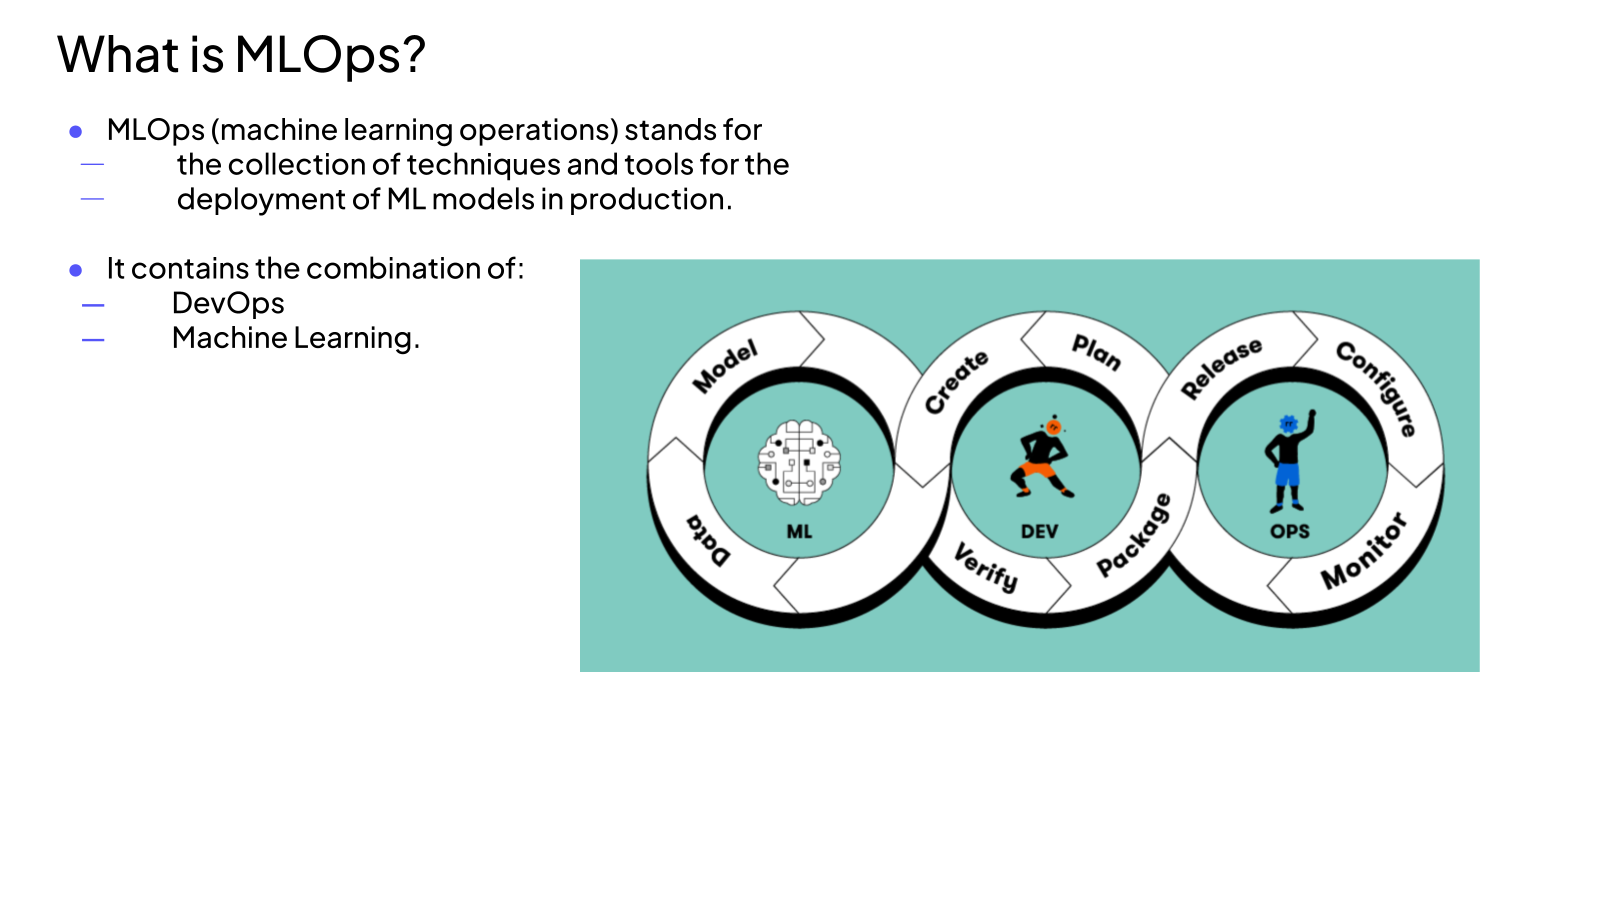 What is MLOps?
● MLOps (machine learning operations) stands for
— the collection of techniques and tools for the
— deployment of ML models in production.
● It contains the combination of:
— DevOps
— Machine Learning.
Model
Data
ML
Create
Plan
Verify
Package
DEV
Release
Configure
Monitor
OPS